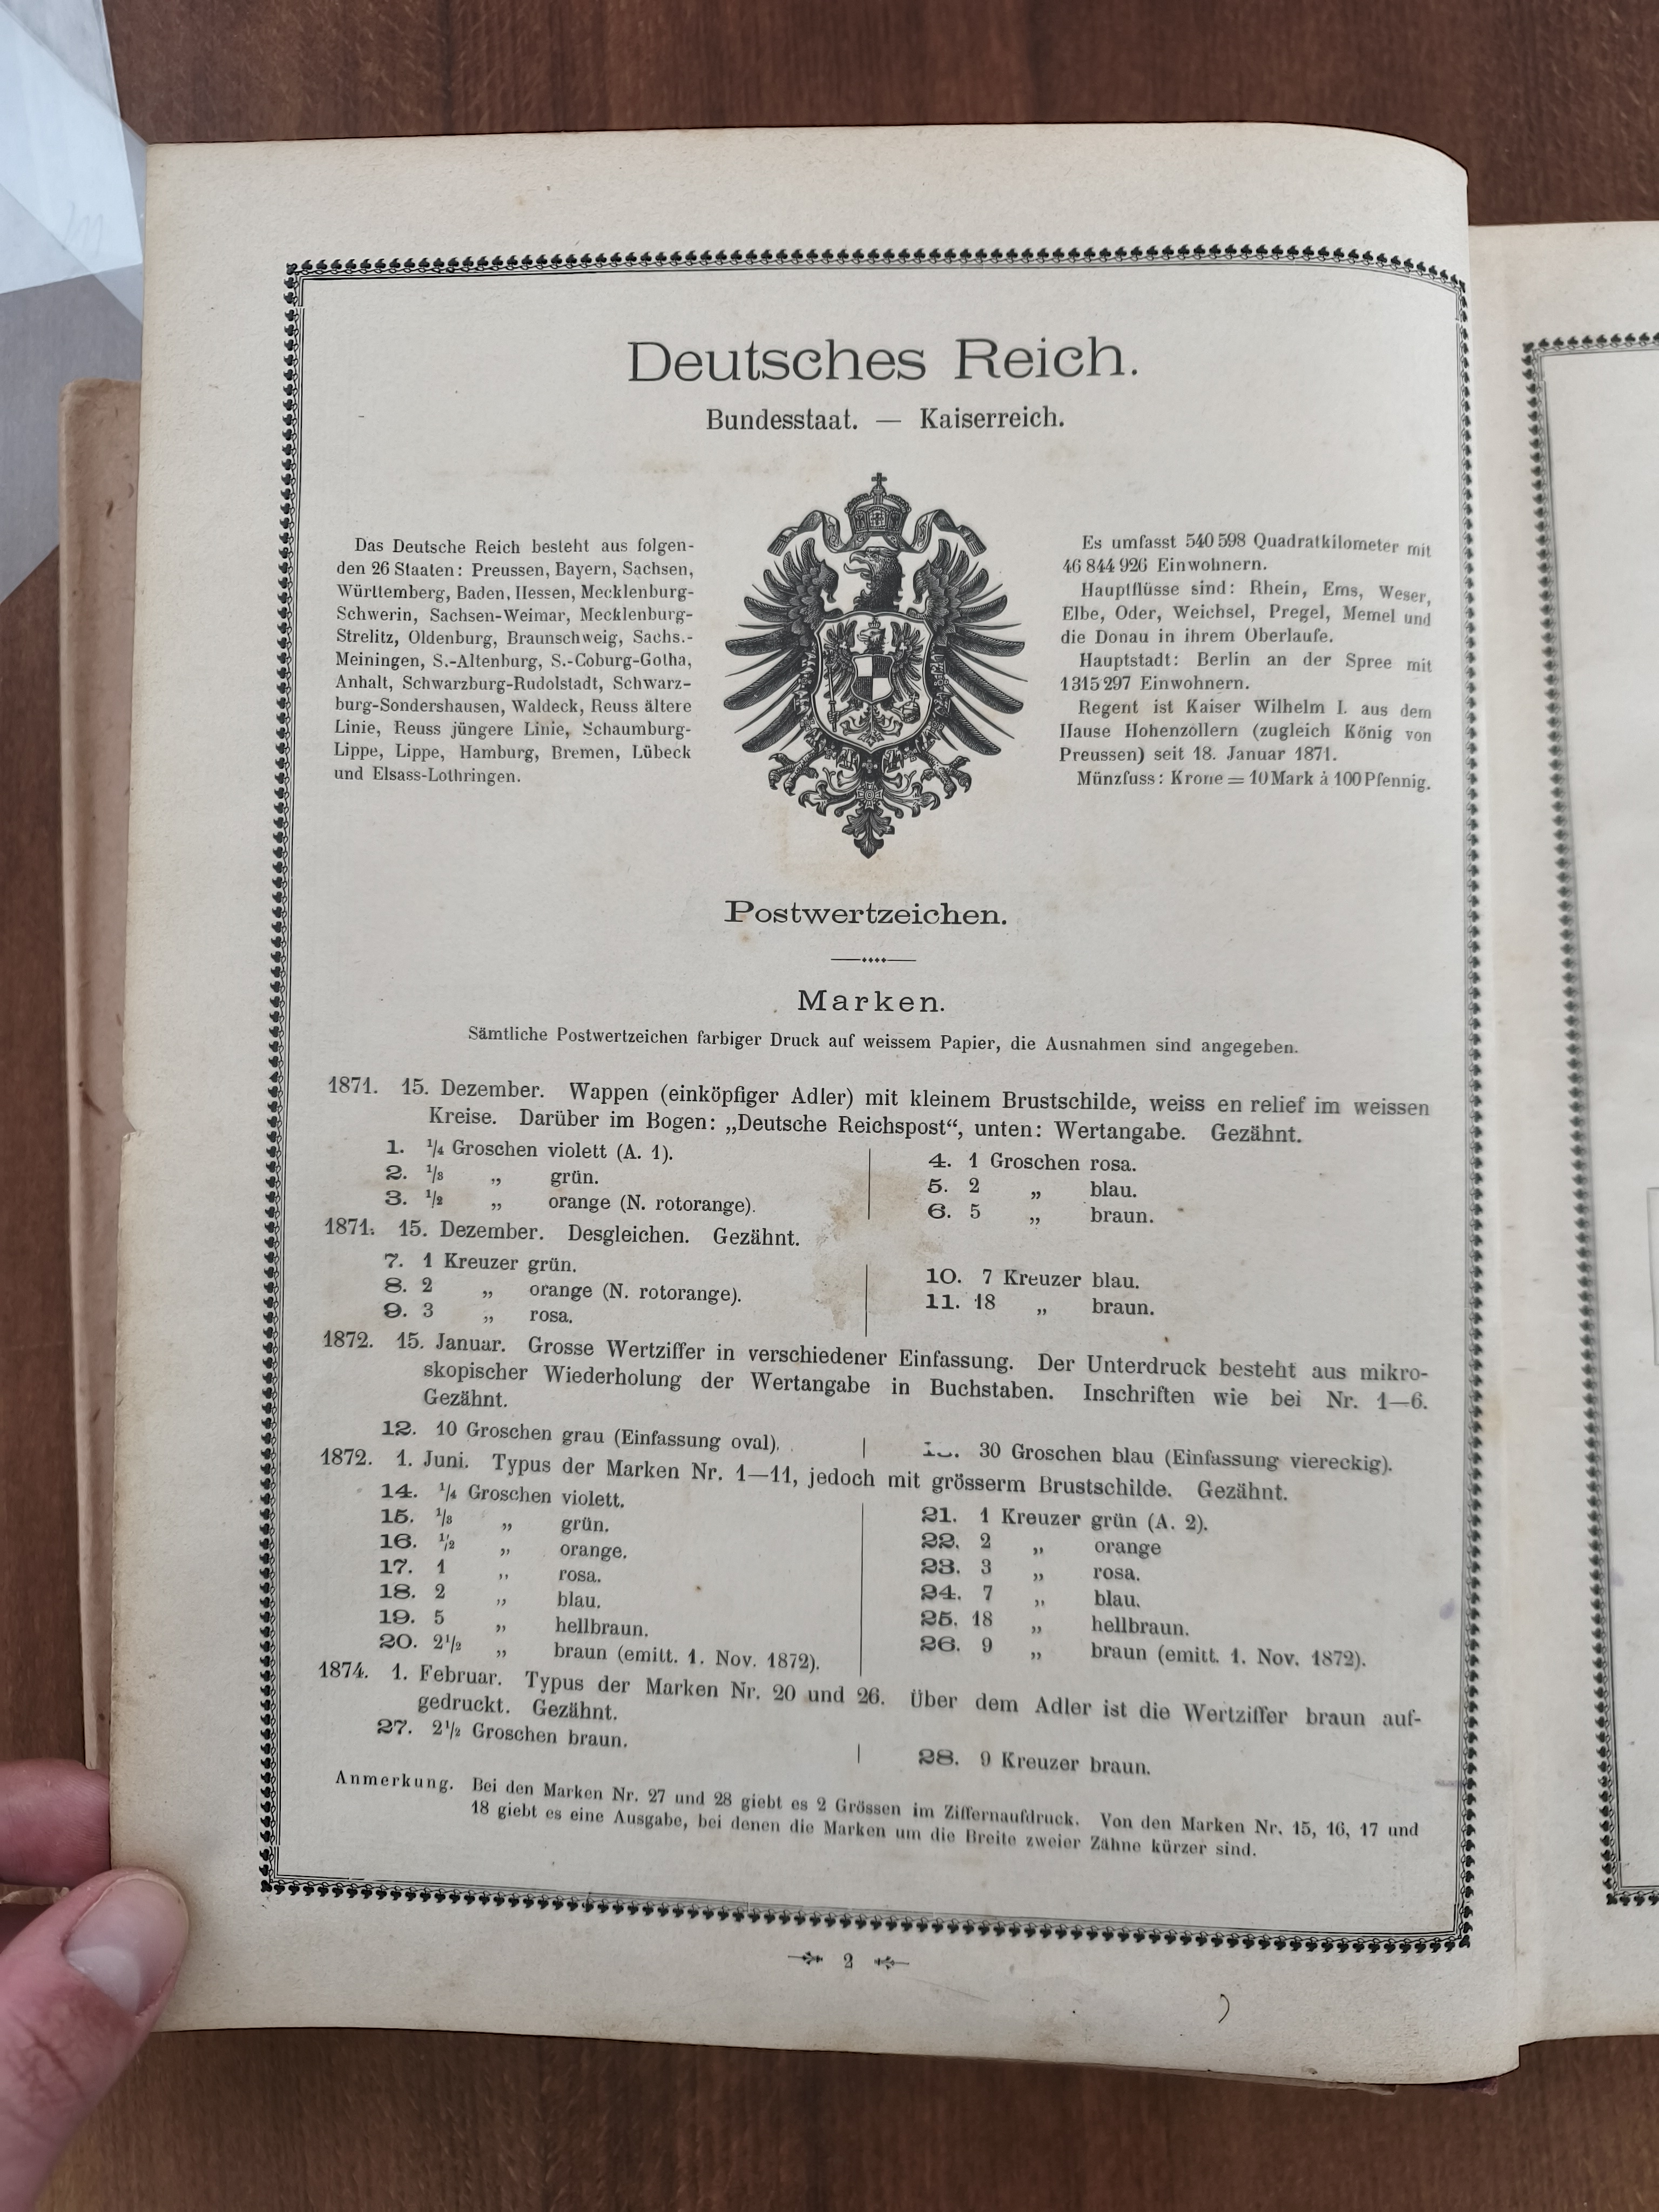 Deutsches Reich.
Bundesstaat. — Kaiserreich.
Das Deutsche Reich besteht aus folgen-
den 26 Staaten: Preussen, Bayern, Sachsen,
Württemberg, Baden, Hessen, Mecklenburg-
Schwerin, Sachsen-Weimar, Mecklenburg-
Strelitz, Oldenburg, Braunschweig, Sachs.-
Meiningen, S.-Altenburg, S.-Coburg-Gotha,
Anhalt, Schwarzburg-Rudolstadt, Schwarz-
burg-Sondershausen, Waldeck, Reuss ältere
Linie, Reuss jüngere Linie, Schaumburg-
Lippe, Lippe, Hamburg, Bremen, Lübeck
und Elsass-Lothringen.
Es umfasst 540 598 Quadratkilometer mit
46 844 926 Einwohnern.
Hauptflüsse sind: Rhein, Ems, Weser,
Elbe, Oder, Weichsel, Pregel, Memel und
die Donau in ihrem Oberlaufe.
Hauptstadt: Berlin an der Spree mit
1 315 297 Einwohnern.
Regent ist Kaiser Wilhelm I. aus dem
Hause Hohenzollern (zugleich König von
Preussen) seit 18. Januar 1871.
Münzfuss: Krone = 10 Mark à 100 Pfennig.
Postwertzeichen.
Marken.
Sämtliche Postwertzeichen farbiger Druck auf weissem Papier, die Ausnahmen sind angegeben.
1871. 15. Dezember. Wappen (einköpfiger Adler) mit kleinem Brustschilde, weiss en relief im weissen
Kreise. Darüber im Bogen: „Deutsche Reichspost“, unten: Wertangabe. Gezähnt.
1. 1/4 Groschen violett (A. 1).
2. 1/3 „ grün.
3. 1/2 „ orange (N. rotorange).
4. 1 Groschen rosa.
5. 2 „ blau.
6. 5 „ braun.
1871. 15. Dezember. Desgleichen. Gezähnt.
7. 1 Kreuzer grün.
8. 2 „ orange (N. rotorange).
9. 3 „ rosa.
10. 7 Kreuzer blau.
11. 18 „ braun.
1872. 15. Januar. Grosse Wertziffer in verschiedener Einfassung. Der Unterdruck besteht aus mikro-
skopischer Wiederholung der Wertangabe in Buchstaben. Inschriften wie bei Nr. 1—6.
Gezähnt.
12. 10 Groschen grau (Einfassung oval).
30 Groschen blau (Einfassung viereckig).
1872. 1. Juni. Typus der Marken Nr. 1—11, jedoch mit grösserm Brustschilde. Gezähnt.
14. 1/4 Groschen violett.
15. 1/3 „ grün.
16. 1/2 „ orange.
17. 1 „ rosa.
18. 2 „ blau.
19. 5 „ hellbraun.
20. 2 1/2 „ braun (emitt. 1. Nov. 1872).
21. 1 Kreuzer grün (A. 2).
22. 2 „ orange
23. 3 „ rosa.
24. 7 „ blau.
25. 18 „ hellbraun.
26. 9 „ braun (emitt. 1. Nov. 1872).
1874. 1. Februar. Typus der Marken Nr. 20 und 26. Über dem Adler ist die Wertziffer braun auf-
gedruckt. Gezähnt.
27. 2 1/2 Groschen braun.
28. 9 Kreuzer braun.
Anmerkung. Bei den Marken Nr. 27 und 28 giebt es 2 Grössen im Ziffernaufdruck. Von den Marken Nr. 15, 16, 17 und
18 giebt es eine Ausgabe, bei denen die Marken um die Breite zweier Zähne kürzer sind.
2